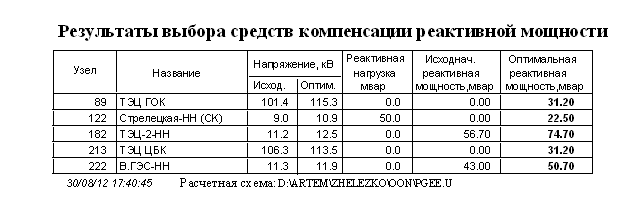 Результаты выбора средств компенсации реактивной мощности
Узел Название Напряжение, кВ Реактивная нагрузка мвар Исходнач. реактивная мощность,мвар Оптимальная реактивная мощность,мвар
Исход. Оптим.
89 ТЭЦ ГОК 101.4 115.3 0.0 0.00 31.20
122 Стрелецкая-НН (СК) 9.0 10.9 50.0 0.00 22.50
182 ТЭЦ-2-НН 11.2 12.5 0.0 56.70 74.70
213 ТЭЦ ЦБК 106.3 113.5 0.0 0.00 31.20
222 В.ГЭС-НН 11.3 11.9 0.0 43.00 50.70
30/08/12 17:40:45 Расчетная схема: D:\ARTEM\ZHELEZKO\OON\PGEE.U